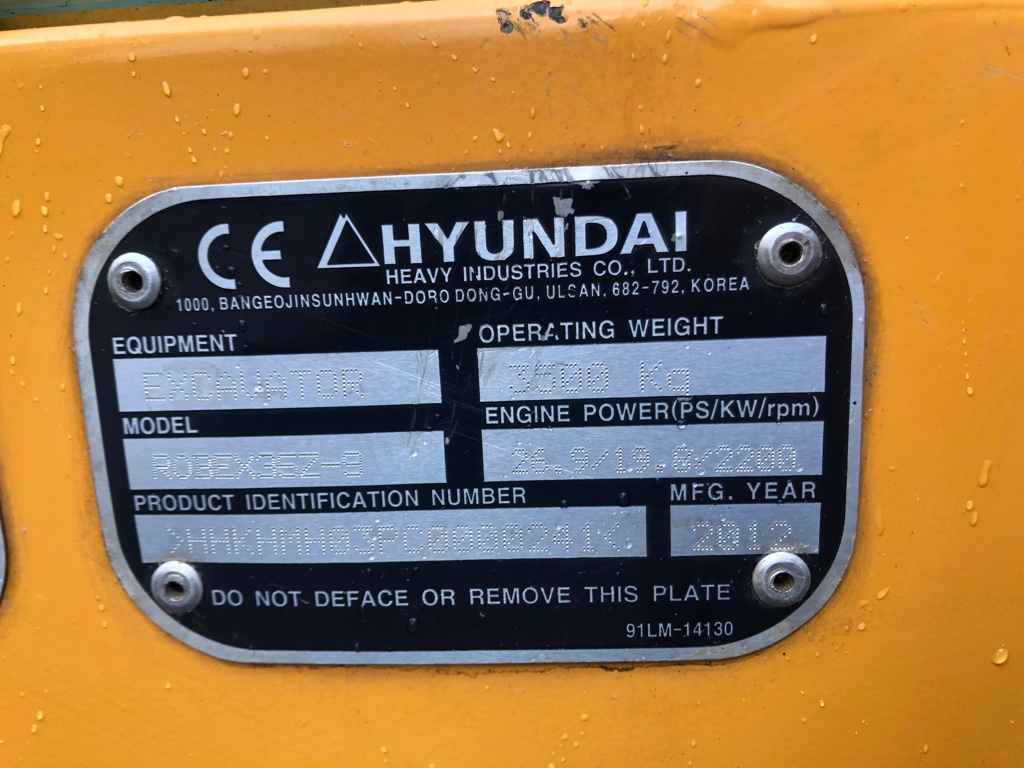 CE HYUNDAI
HEAVY INDUSTRIES CO., LTD.
1000, BANGEOJINSUNHWAN-DORO DONG-GU, ULSAN, 682-792, KOREA
EQUIPMENT
EXCAVATOR
OPERATING WEIGHT
3500 Kg
MODEL
ROBEX35Z-9
ENGINE POWER(PS/KW/rpm)
26.9/19.8/2200
PRODUCT IDENTIFICATION NUMBER
MFG. YEAR
2012
DO NOT DEFACE OR REMOVE THIS PLATE
91LM-14130